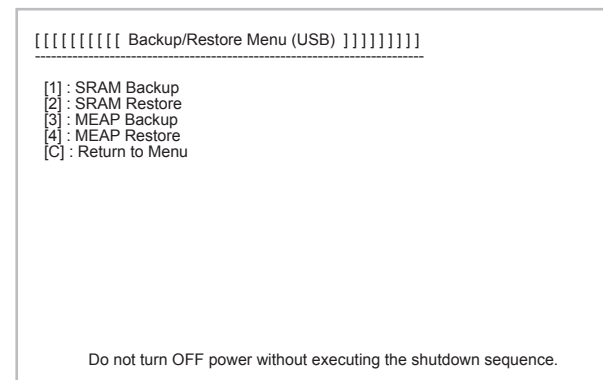 [ [ [ [ [ [ [ [ [ [ Backup/Restore Menu (USB) ] ] ] ] ] ] ] ] ]
------------------------------------------------------------------------
[1] : SRAM Backup
[2] : SRAM Restore
[3] : MEAP Backup
[4] : MEAP Restore
[C] : Return to Menu
Do not turn OFF power without executing the shutdown sequence.